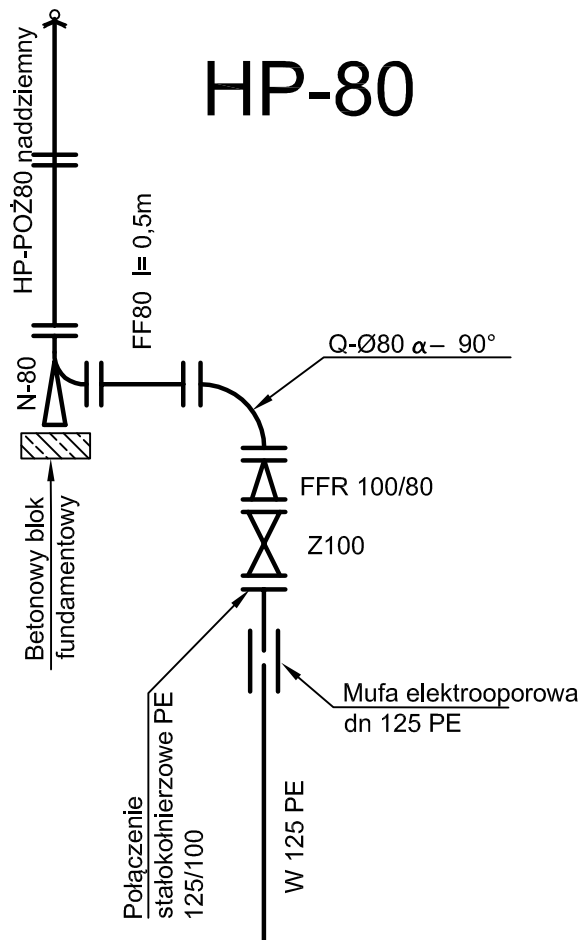 HP-80
HP-POŻ80 naddziemny
FF80 l= 0,5m
Q-Ø80 α– 90°
N-80
FFR 100/80
Z100
Betonowy blok
fundamentowy
Mufa elektrooporowa
dn 125 PE
Połączenie
stałokołnierzowe PE
125/100
W 125 PE